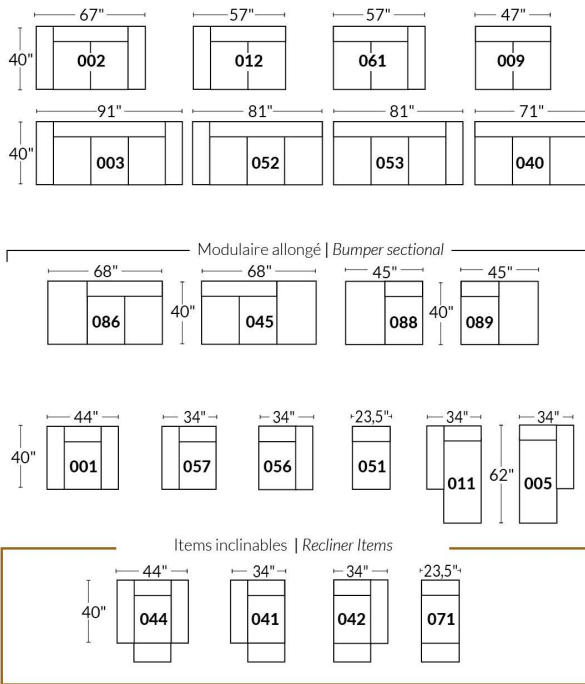 67" 57" 57" 47"
40" 002 012 061 009
91" 81" 81" 71"
40" 003 052 053 040
Modulaire allongé | Bumper sectional
68" 68" 45" 45"
086 40" 045 088 40" 089
44" 34" 34" 23,5" 34" 34"
40" 001 057 056 051 011 62" 005
Items inclinables | Recliner Items
44" 34" 34" 23,5"
40" 044 041 042 071